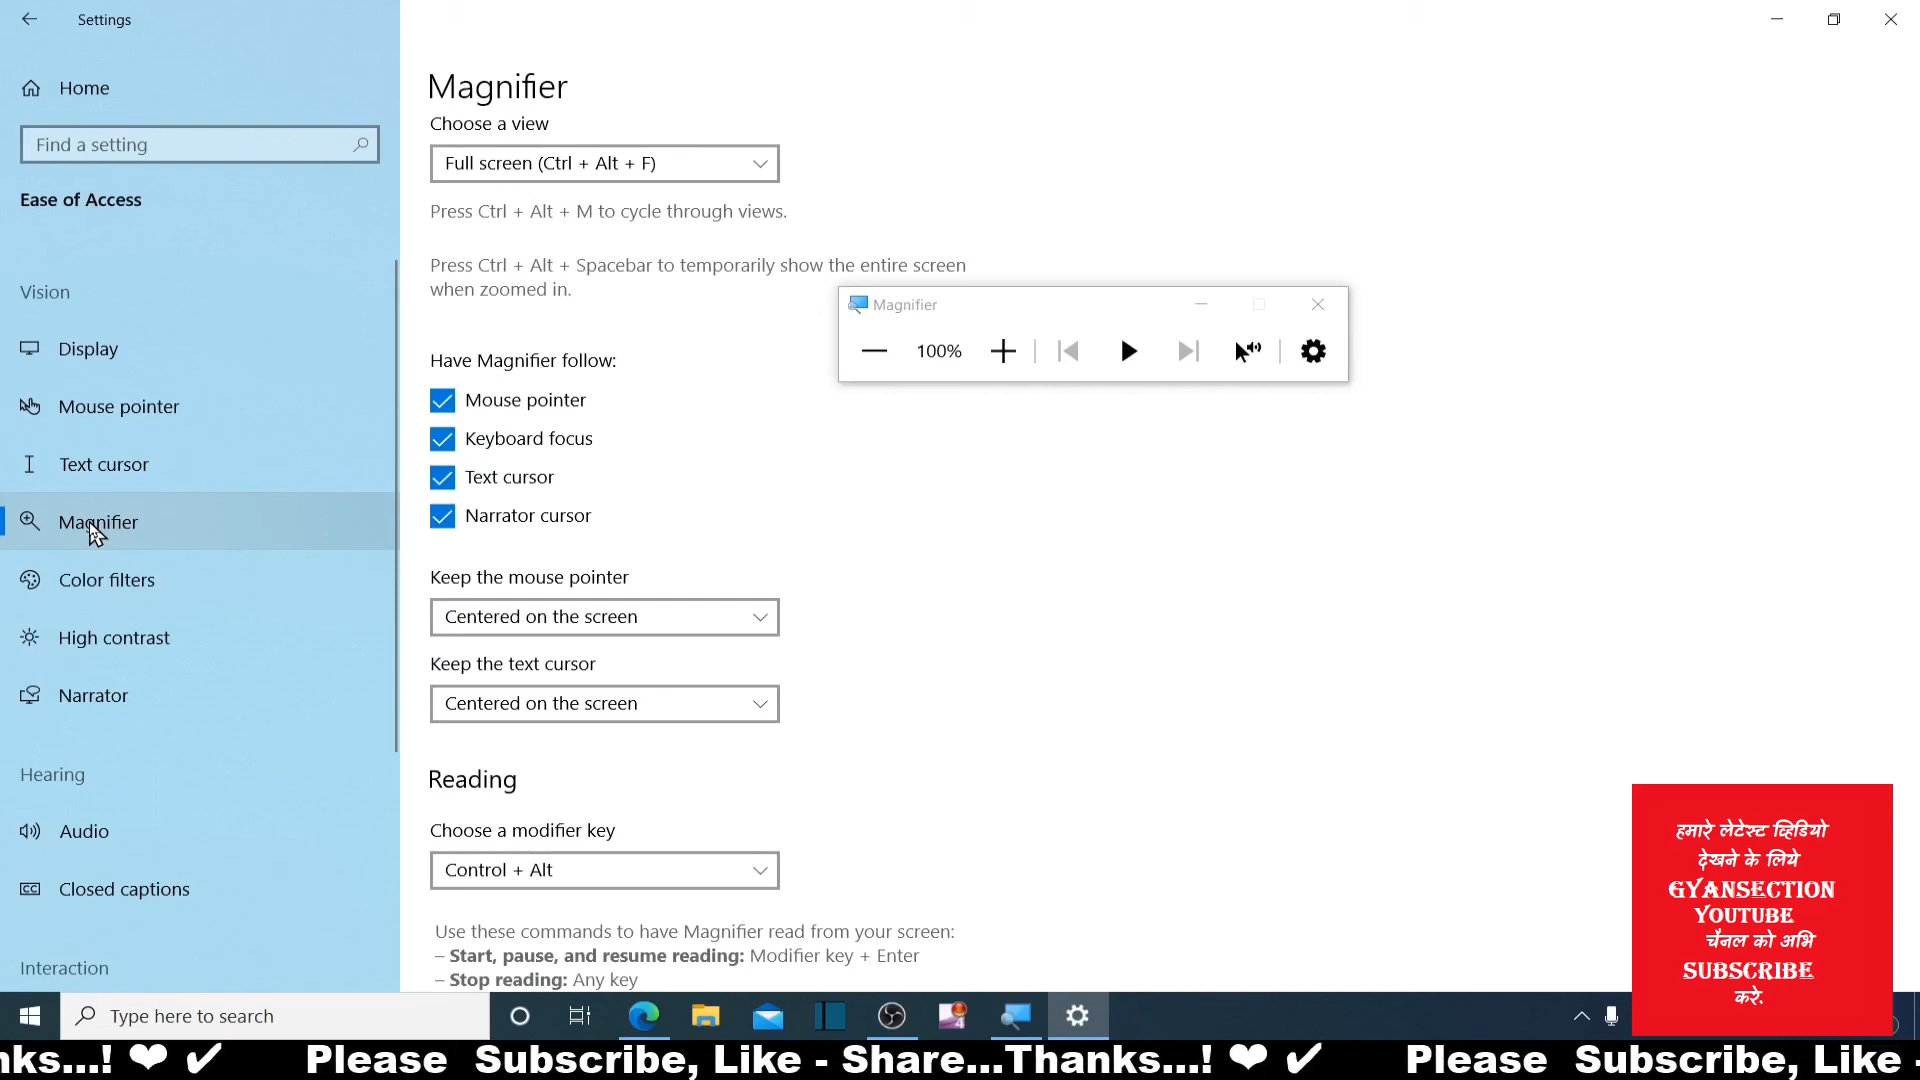 Settings
Home
Find a setting
Ease of Access
Vision
Display
Mouse pointer
Text cursor
Magnifier
Color filters
High contrast
Narrator
Hearing
Audio
Closed captions
Interaction
Magnifier
Choose a view
Full screen (Ctrl + Alt + F)
Press Ctrl + Alt + M to cycle through views.
Press Ctrl + Alt + Spacebar to temporarily show the entire screen
when zoomed in.
Have Magnifier follow:
Mouse pointer
Keyboard focus
Text cursor
Narrator cursor
Keep the mouse pointer
Centered on the screen
Keep the text cursor
Centered on the screen
Reading
Choose a modifier key
Control + Alt
Use these commands to have Magnifier read from your screen:
– Start, pause, and resume reading: Modifier key + Enter
– Stop reading: Any key
Magnifier
100%
हमारे लेटेस्ट व्हिडियो
देखने के लिये
GYANSECTION
YOUTUBE
चैनल को अभि
SUBSCRIBE
करे.
Type here to search
nks...! ❤ ✔ Please Subscribe, Like - Share...Thanks...! ❤ ✔ Please Subscribe, Like -